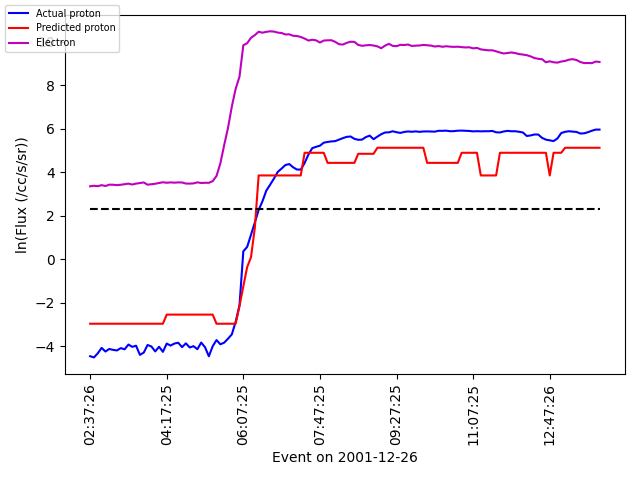 Actual proton
Predicted proton
Electron
8
6
4
2
0
−2
−4
ln(Flux (/cc/s/sr))
02:37:26
04:17:25
06:07:25
07:47:25
09:27:25
11:07:25
12:47:26
Event on 2001-12-26